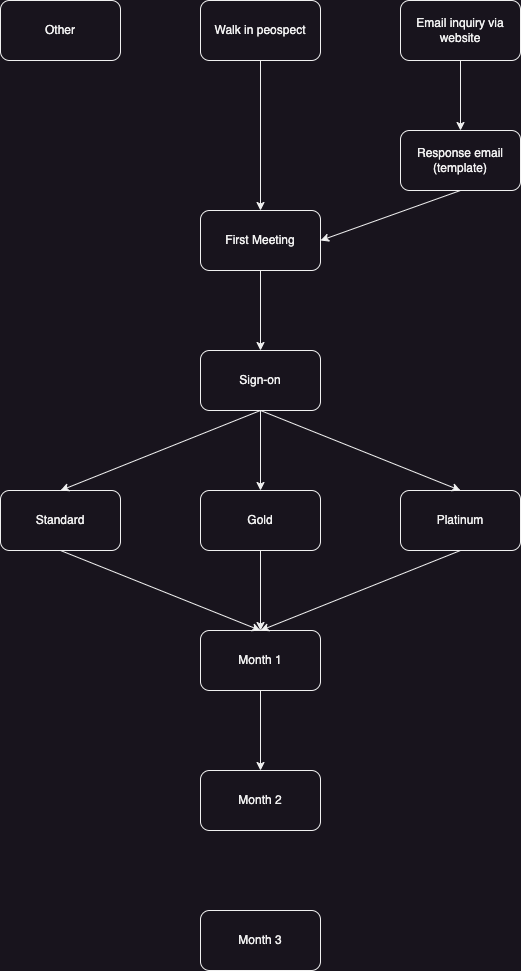 Other
Walk in peospect
Email inquiry via
website
Response email
(template)
First Meeting
Sign-on
Standard
Gold
Platinum
Month 1
Month 2
Month 3